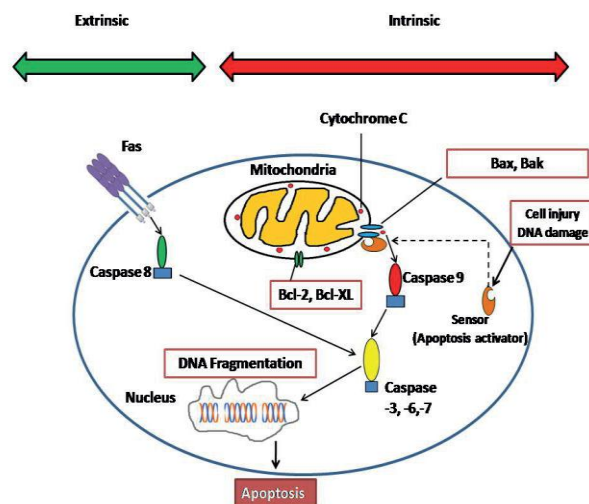 Extrinsic
Intrinsic
Cytochrome C
Fas
Mitochondria
Bax, Bak
Cell injury
DNA damage
Caspase 8
Bcl-2, Bcl-XL
Caspase 9
Sensor
(Apoptosis activator)
DNA Fragmentation
Nucleus
Caspase
-3, -6,-7
Apoptosis